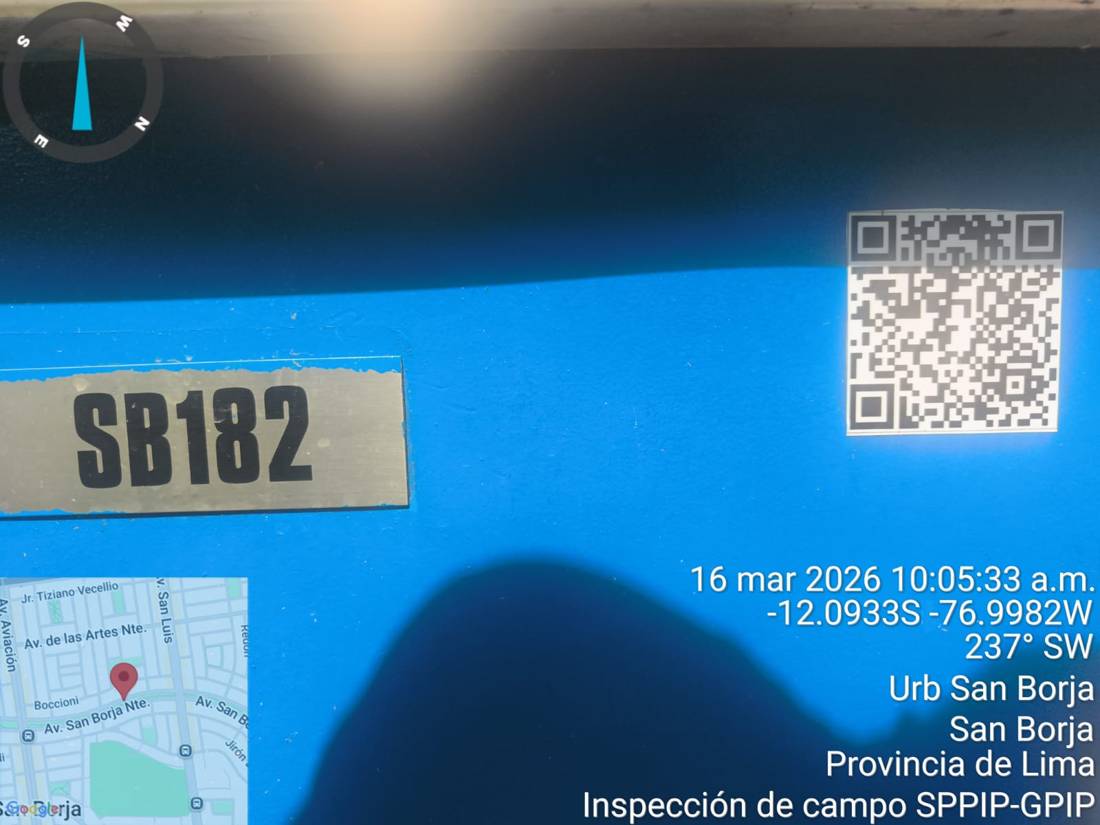 S
W
E
N
SB182
16 mar 2026 10:05:33 a.m.
-12.0933S -76.9982W
237° SW
Urb San Borja
San Borja
Provincia de Lima
Inspección de campo SPPIP-GPIP
Jr. Tiziano Vecellio
Av. Aviación
v. San Luis
Av. de las Artes Nte.
Boccioni
Av. San Borja Nte.
Av. San B
Jirón
Google